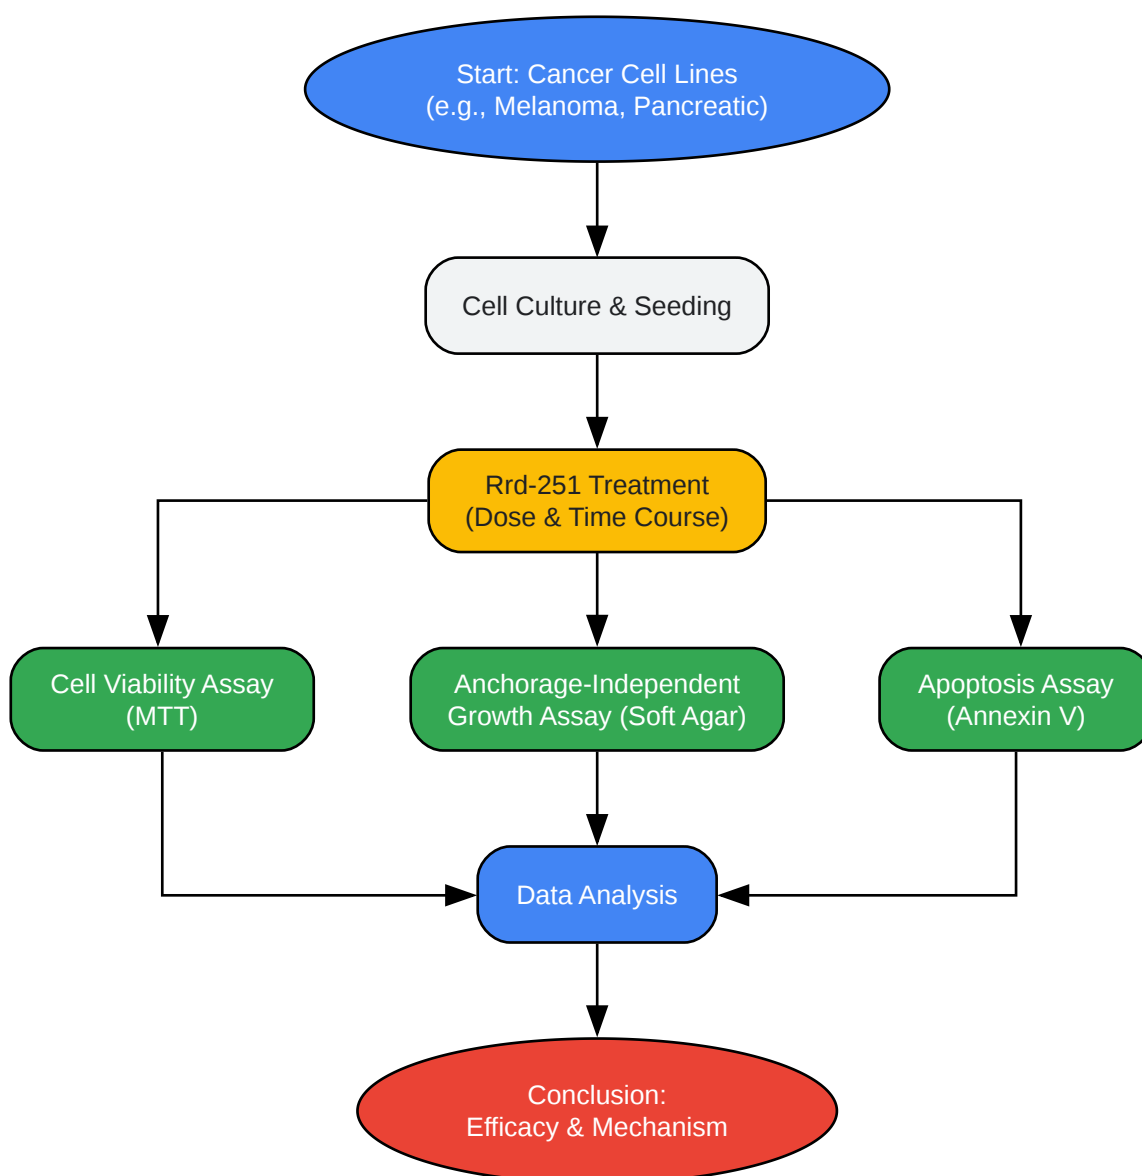 Start: Cancer Cell Lines
(e.g., Melanoma, Pancreatic)
Cell Culture & Seeding
Rrd-251 Treatment
(Dose & Time Course)
Cell Viability Assay
(MTT)
Anchorage-Independent
Growth Assay (Soft Agar)
Apoptosis Assay
(Annexin V)
Data Analysis
Conclusion:
Efficacy & Mechanism